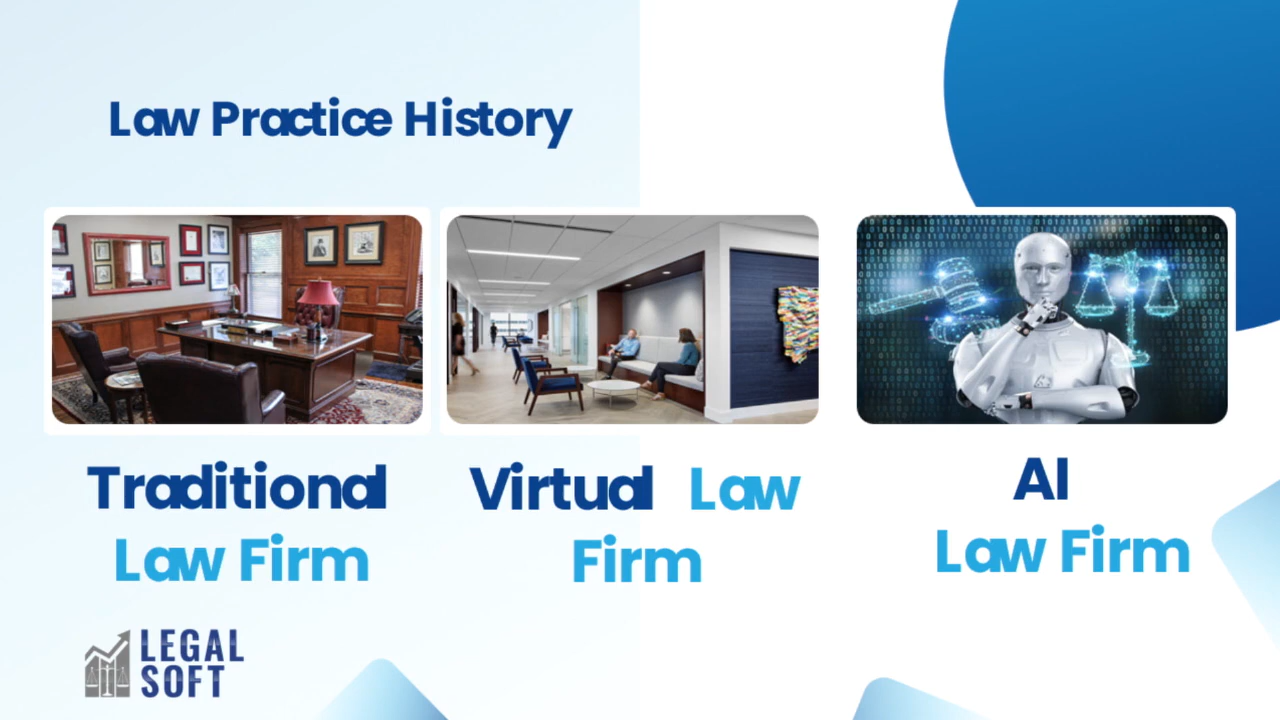 Law Practice History
Traditional
Law Firm
Virtual Law
Firm
AI
Law Firm
LEGAL
SOFT